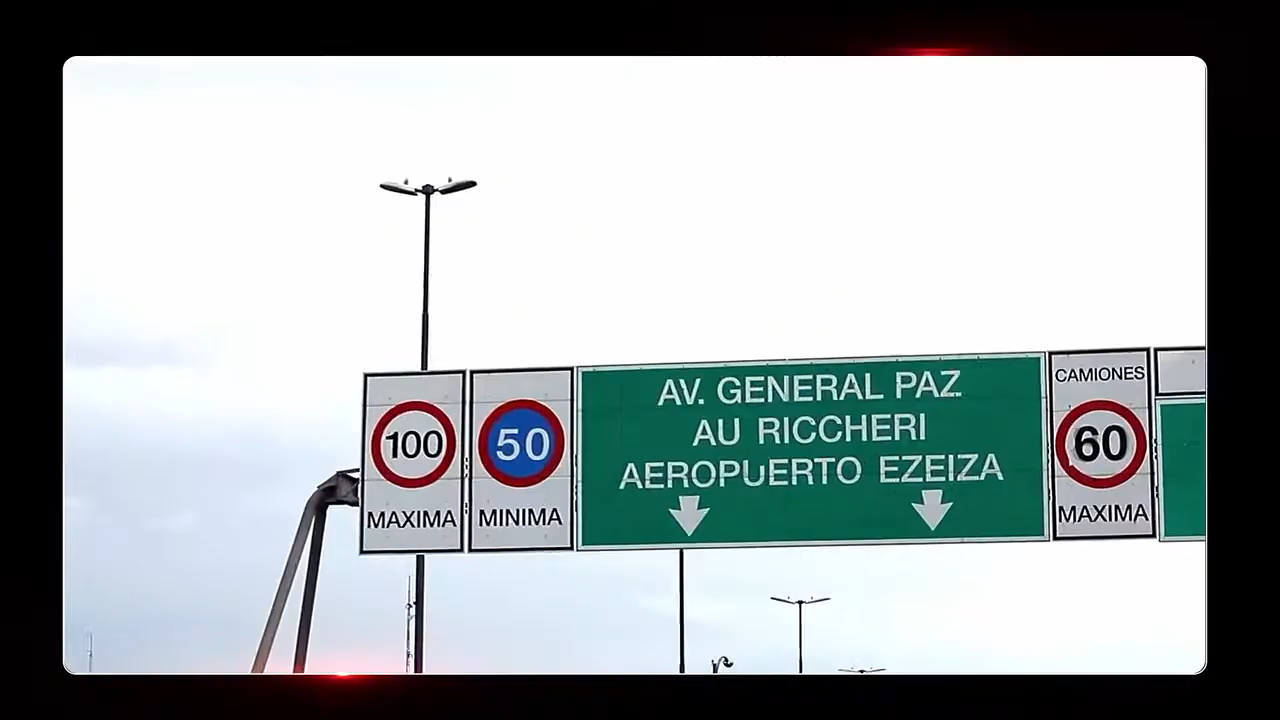 100
MAXIMA
50
MINIMA
AV. GENERAL PAZ
AU RICCHERI
AEROPUERTO EZEIZA
CAMIONES
60
MAXIMA